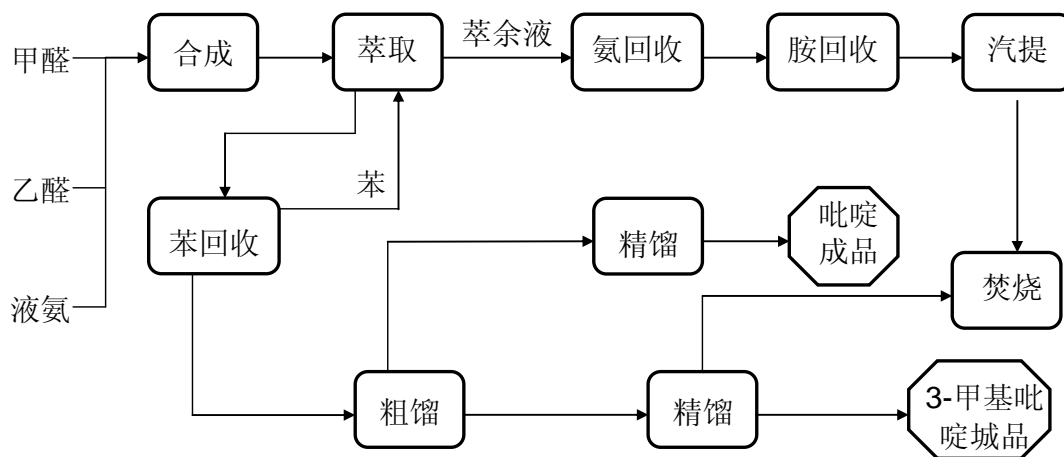 甲醛
合成
萃取
萃余液
氨回收
胺回收
汽提
乙醛
苯
苯回收
精馏
吡啶
成品
焚烧
液氨
粗馏
精馏
3-甲基吡
啶城品